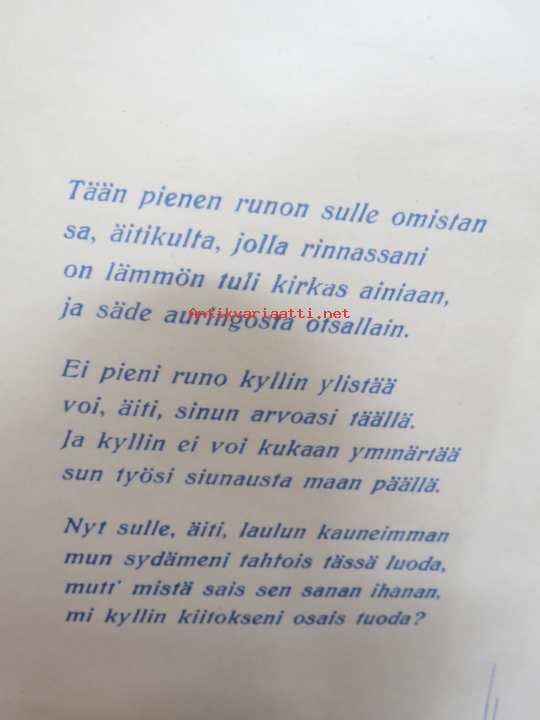 Tään pienen runon sulle omistan
sa, äitikulta, jolla rinnassani
on lämmön tuli kirkas ainiaan,
ja säde auringosta otsallain.
Antikvariaatti.net
Ei pieni runo kyllin ylistää
voi, äiti, sinun arvoasi täällä.
Ja kyllin ei voi kukaan ymmärtää
sun työsi siunausta maan päällä.
Nyt sulle, äiti, laulun kauneimman
mun sydämeni tahtois tässä luoda,
mutt' mistä sais sen sanan ihanan,
mi kyllin kiitokseni osais tuoda?